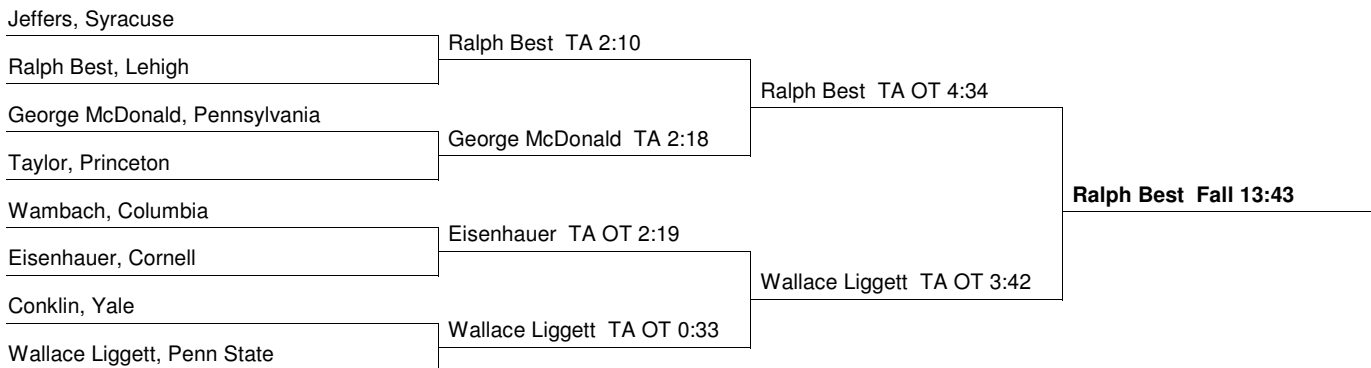 Jeffers, Syracuse
Ralph Best TA 2:10
Ralph Best, Lehigh
Ralph Best TA OT 4:34
George McDonald, Pennsylvania
George McDonald TA 2:18
Taylor, Princeton
Ralph Best Fall 13:43
Wambach, Columbia
Eisenhauer TA OT 2:19
Eisenhauer, Cornell
Wallace Liggett TA OT 3:42
Conklin, Yale
Wallace Liggett TA OT 0:33
Wallace Liggett, Penn State